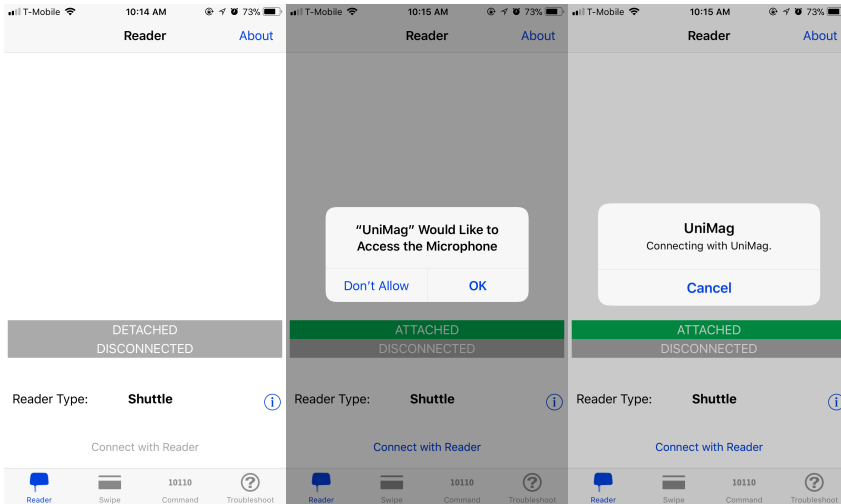 T-Mobile 10:14 AM 73%
Reader About
DETACHED
DISCONNECTED
Reader Type: Shuttle
Connect with Reader
10110
Reader Swipe Command Troubleshoot
T-Mobile 10:15 AM 73%
Reader About
“UniMag” Would Like to
Access the Microphone
Don’t Allow OK
ATTACHED
DISCONNECTED
Reader Type: Shuttle
Connect with Reader
10110
Reader Swipe Command Troubleshoot
T-Mobile 10:15 AM 73%
Reader About
UniMag
Connecting with UniMag.
Cancel
ATTACHED
DISCONNECTED
Reader Type: Shuttle
Connect with Reader
10110
Reader Swipe Command Troubleshoot